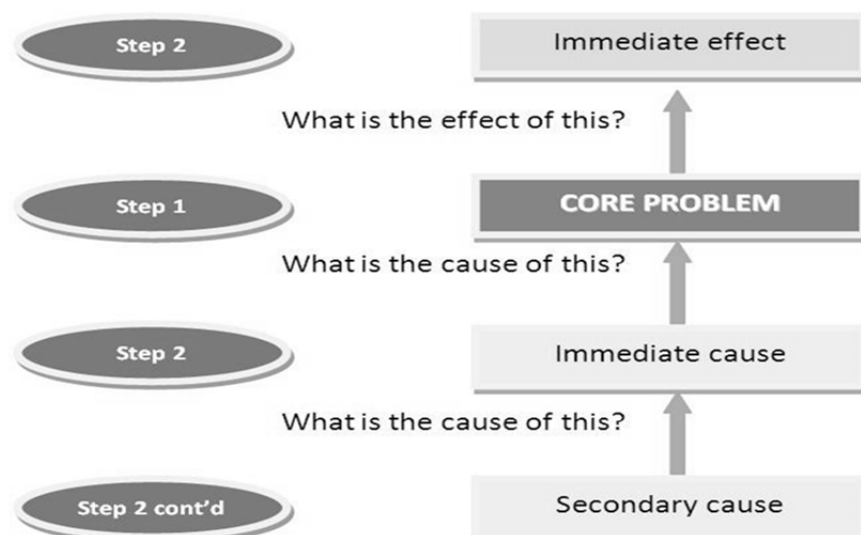 Step 2
Immediate effect
What is the effect of this?
Step 1
CORE PROBLEM
What is the cause of this?
Step 2
Immediate cause
What is the cause of this?
Step 2 cont’d
Secondary cause